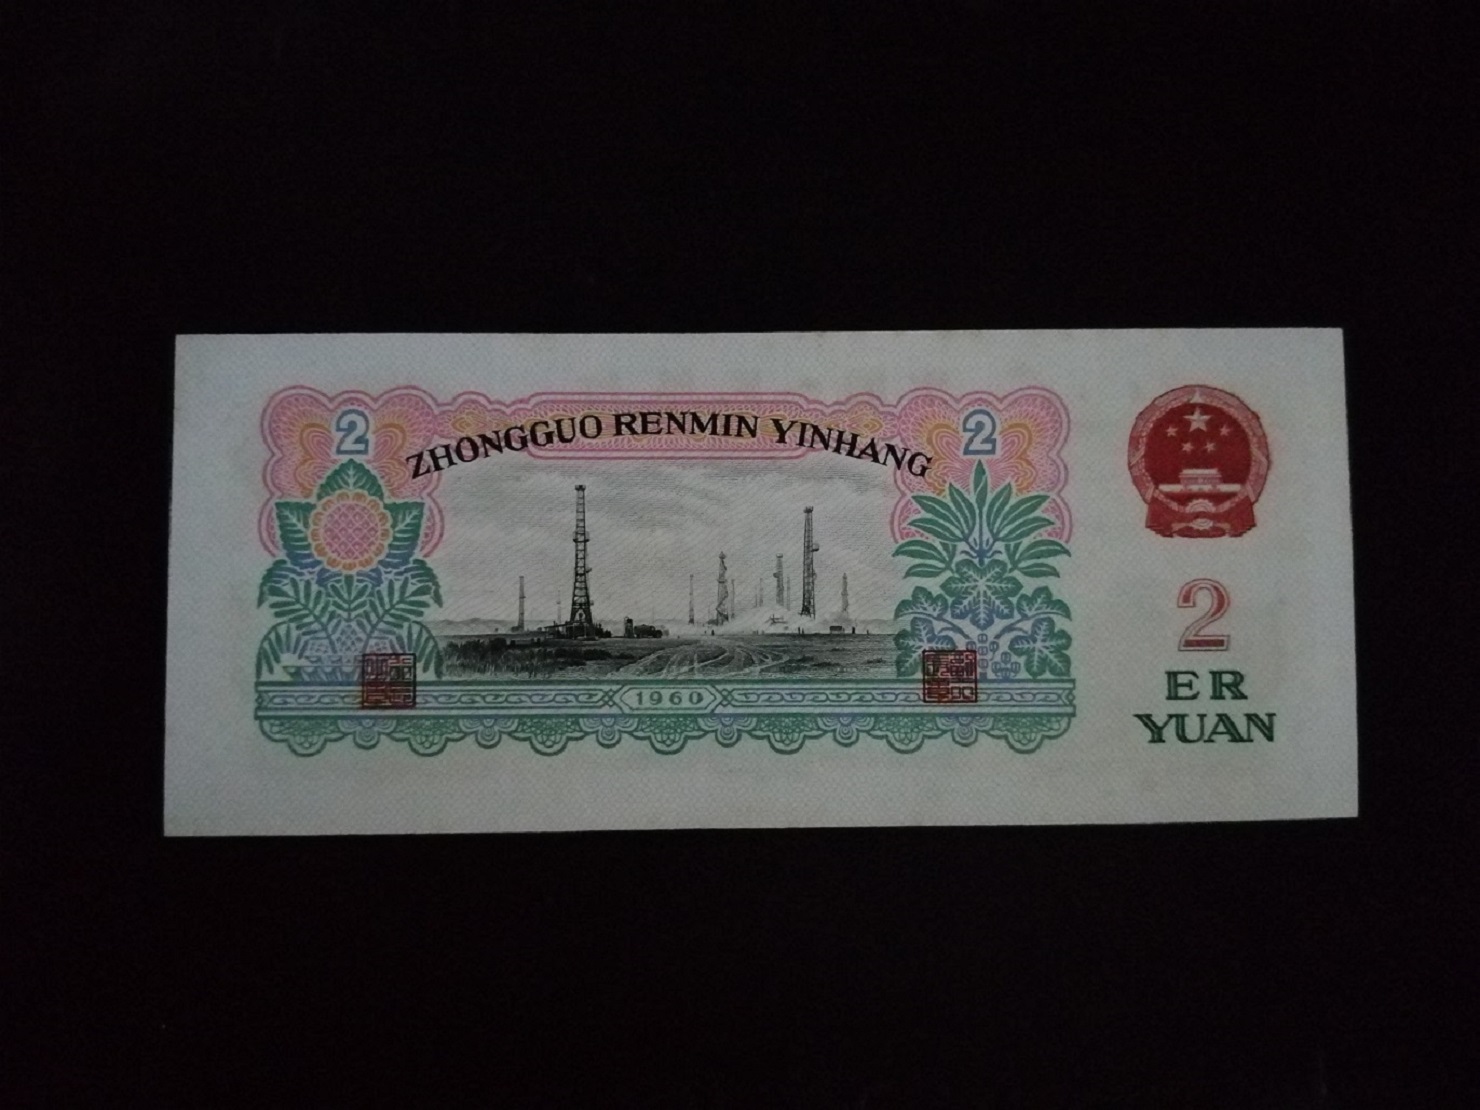 ZHONGGUO RENMIN YINHANG
2
2
1960
2
ER
YUAN